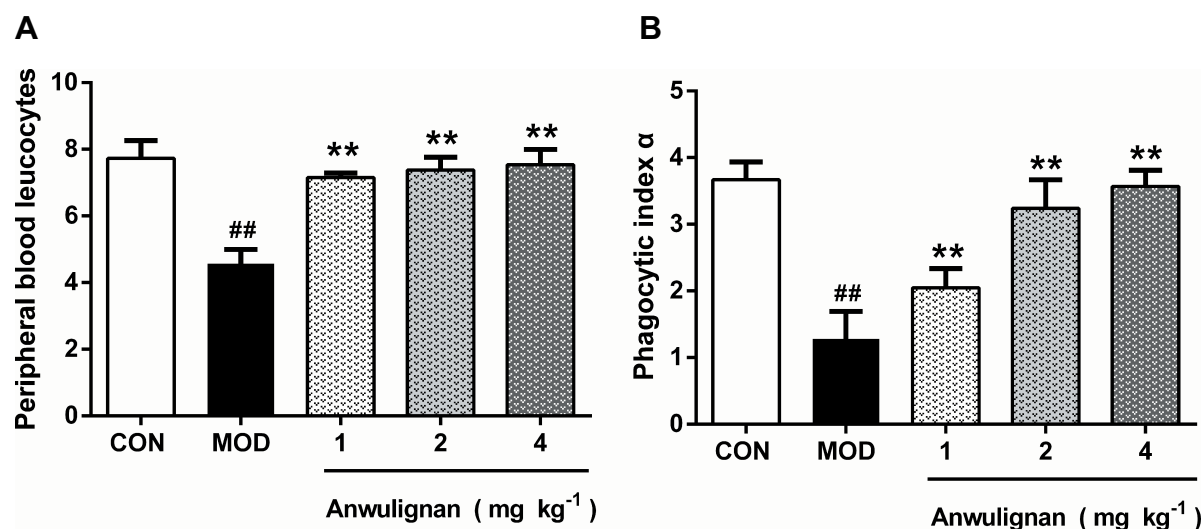 A
Peripheral blood leucocytes
10
8
6
4
2
0
##
**
**
**
CON MOD 1 2 4
Anwulignan ( mg kg-1 )
B
Phagocytic index α
5
4
3
2
1
0
##
**
**
**
CON MOD 1 2 4
Anwulignan ( mg kg-1 )